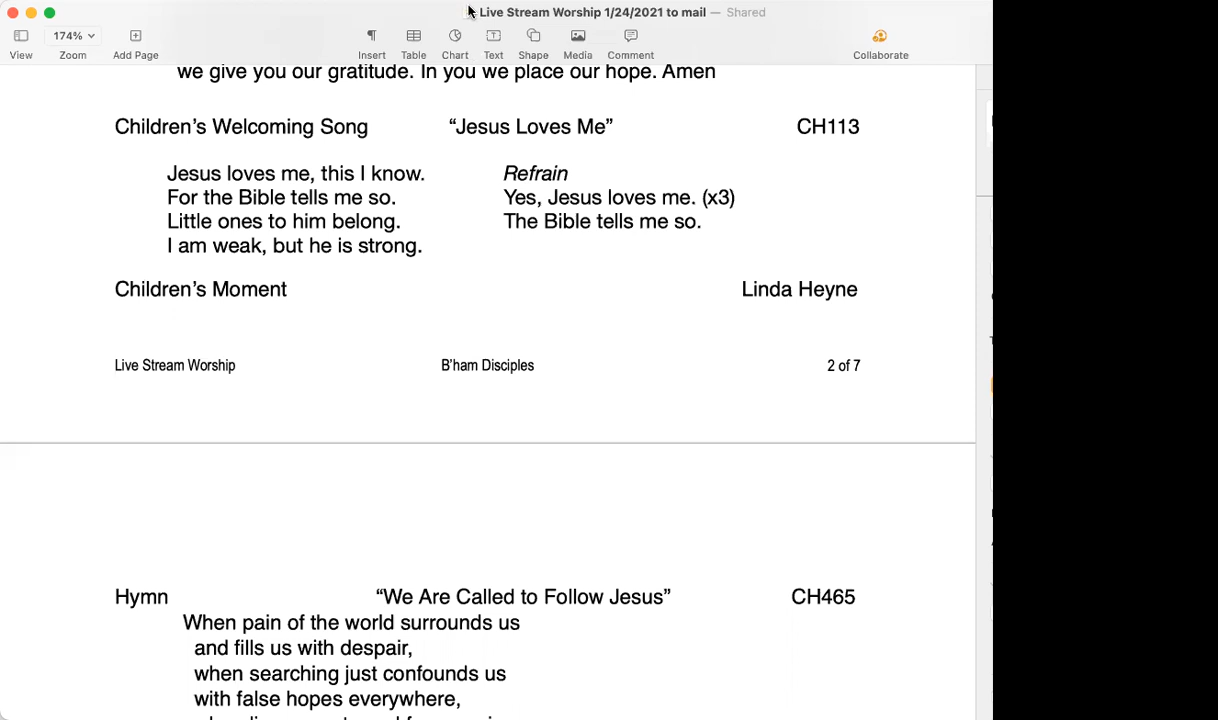 Live Stream Worship 1/24/2021 to mail — Shared
174%
View Zoom Add Page Insert Table Chart Text Shape Media Comment Collaborate
we give you our gratitude. In you we place our hope. Amen
Children’s Welcoming Song “Jesus Loves Me” CH113
Jesus loves me, this I know.
For the Bible tells me so.
Little ones to him belong.
I am weak, but he is strong.
Refrain
Yes, Jesus loves me. (x3)
The Bible tells me so.
Children’s Moment Linda Heyne
Live Stream Worship B’ham Disciples 2 of 7
Hymn “We Are Called to Follow Jesus” CH465
When pain of the world surrounds us
and fills us with despair,
when searching just confounds us
with false hopes everywhere,